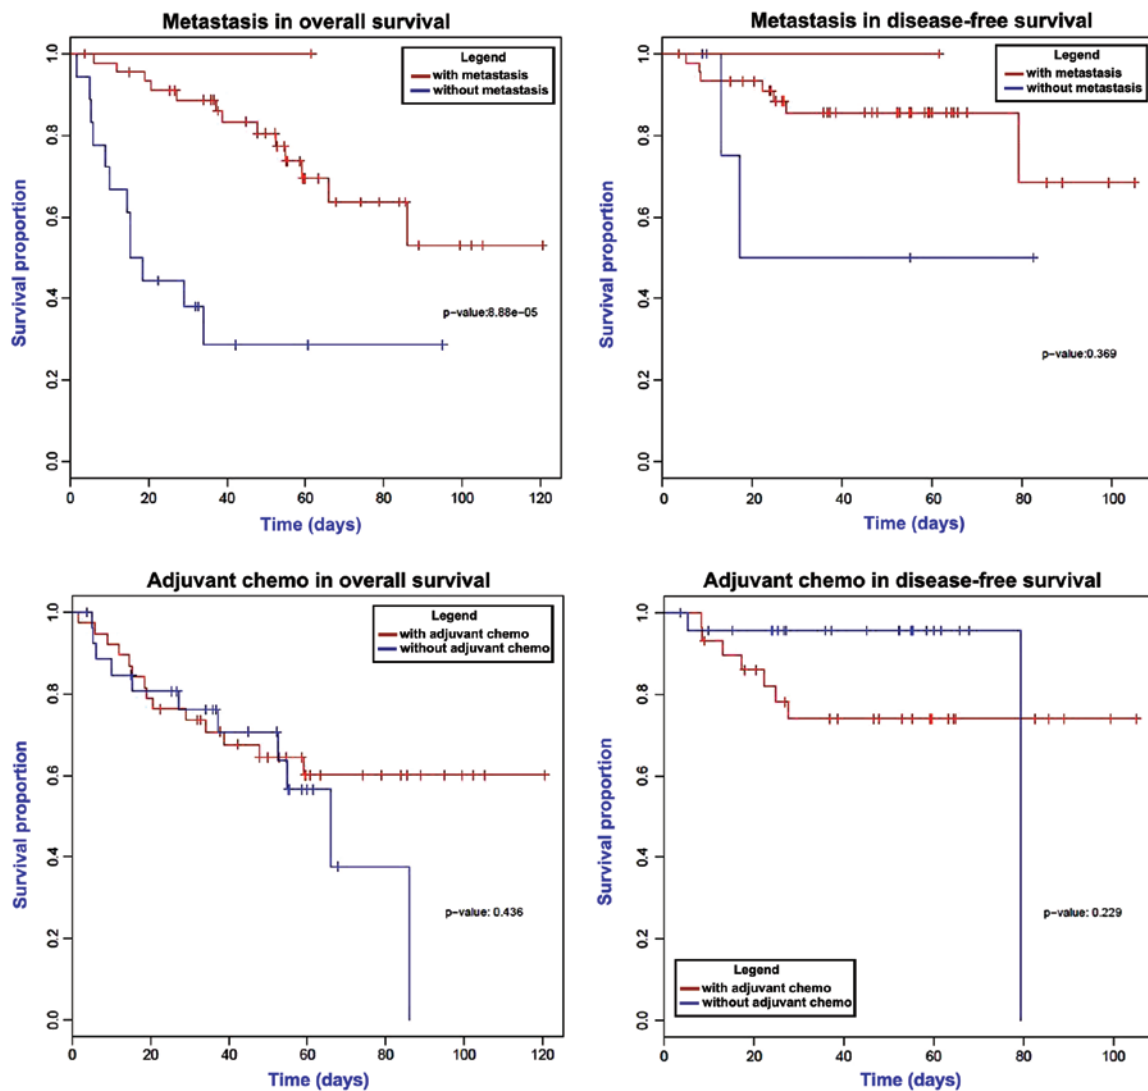 Metastasis in overall survival
Survival proportion
1.0
0.8
0.6
0.4
0.2
0.0
Legend
with metastasis
without metastasis
p-value:8.88e-05
0 20 40 60 80 100 120
Time (days)
Metastasis in disease-free survival
Survival proportion
1.0
0.8
0.6
0.4
0.2
0.0
Legend
with metastasis
without metastasis
p-value:0.369
0 20 40 60 80 100
Time (days)
Adjuvant chemo in overall survival
Survival proportion
1.0
0.8
0.6
0.4
0.2
0.0
Legend
with adjuvant chemo
without adjuvant chemo
p-value: 0.436
0 20 40 60 80 100 120
Time (days)
Adjuvant chemo in disease-free survival
Survival proportion
1.0
0.8
0.6
0.4
0.2
0.0
p-value: 0.229
Legend
with adjuvant chemo
without adjuvant chemo
0 20 40 60 80 100
Time (days)